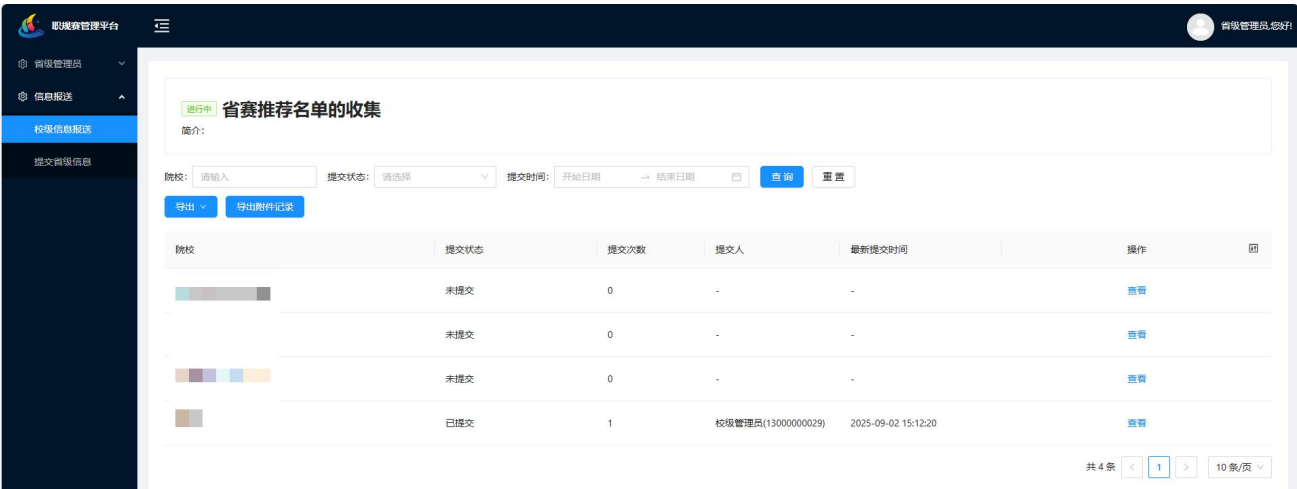 职规赛管理平台
省级管理员,您好!
省级管理员
信息报送
校级信息报送
提交省级信息
进行中 省赛推荐名单的收集
简介:
院校: 请输入 提交状态: 请选择 提交时间: 开始日期 → 结束日期 查 询 重 置
导出 导出附件记录
院校 提交状态 提交次数 提交人 最新提交时间 操作
未提交 0 - - 查看
未提交 0 - - 查看
未提交 0 - - 查看
已提交 1 校级管理员(13000000029) 2025-09-02 15:12:20 查看
共 4 条 < 1 > 10 条/页